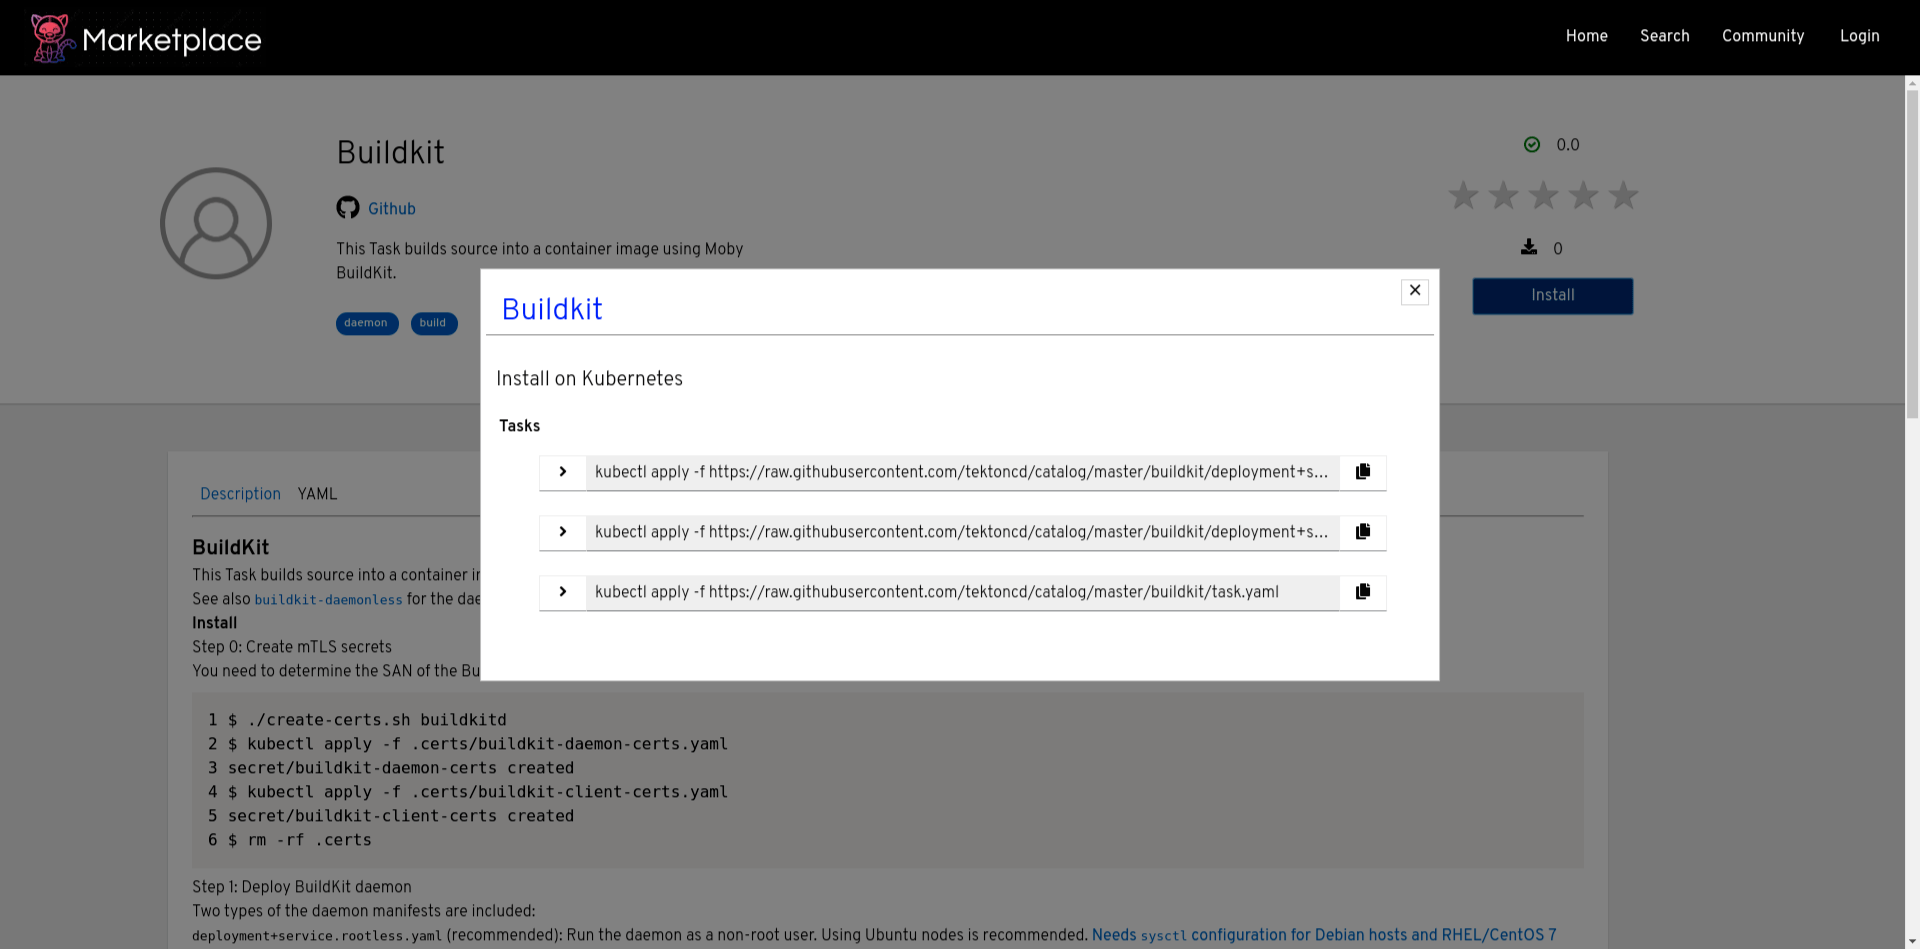 Marketplace
Home Search Community Login
Buildkit
Github
This Task builds source into a container image using Moby
BuildKit.
daemon build
0.0
0
Install
Buildkit
Install on Kubernetes
Tasks
kubectl apply -f https://raw.githubusercontent.com/tektoncd/catalog/master/buildkit/deployment+s...
kubectl apply -f https://raw.githubusercontent.com/tektoncd/catalog/master/buildkit/deployment+s...
kubectl apply -f https://raw.githubusercontent.com/tektoncd/catalog/master/buildkit/task.yaml
Description YAML
BuildKit
This Task builds source into a container
See also buildkit-daemonless for the
Install
Step 0: Create mTLS secrets
You need to determine the SAN of the
1 $ ./create-certs.sh buildkitd
2 $ kubectl apply -f .certs/buildkit-daemon-certs.yaml
3 secret/buildkit-daemon-certs created
4 $ kubectl apply -f .certs/buildkit-client-certs.yaml
5 secret/buildkit-client-certs created
6 $ rm -rf .certs
Step 1: Deploy BuildKit daemon
Two types of the daemon manifests are included:
deployment+service.rootless.yaml (recommended): Run the daemon as a non-root user. Using Ubuntu nodes is recommended. Needs sysctl configuration for Debian hosts and RHEL/CentOS 7